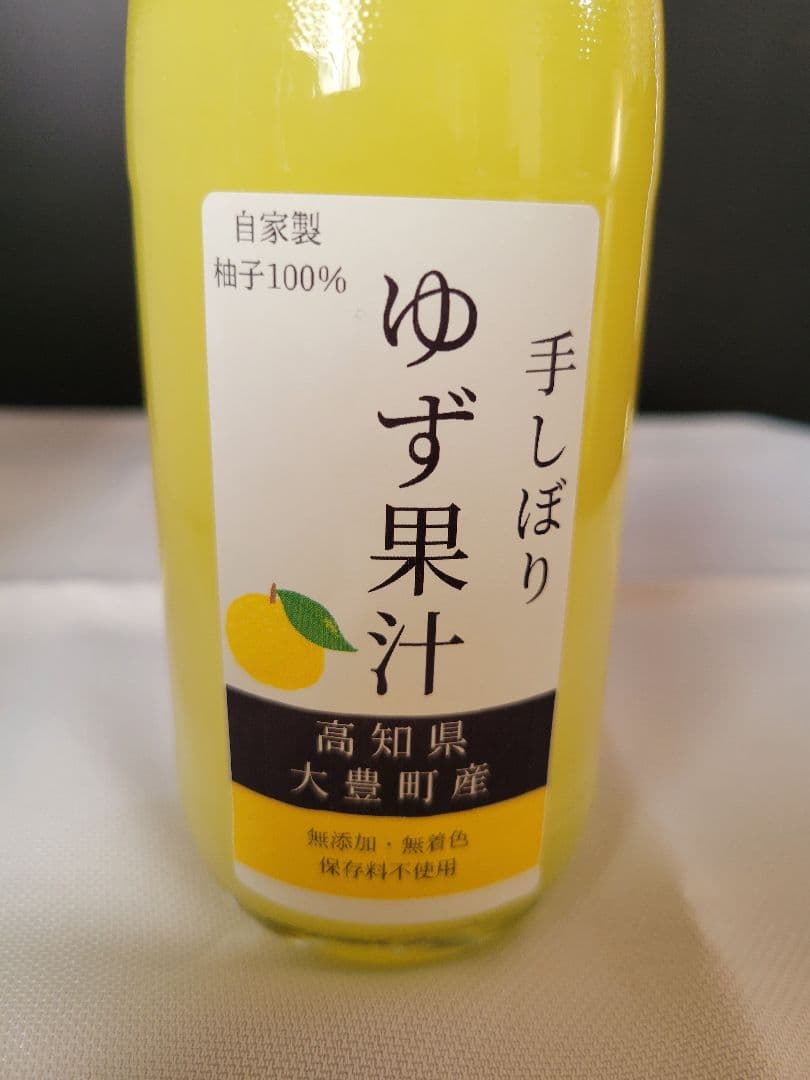 自家製
柚子100%
手しぼり
ゆず果汁
高知県
大豊町産
無添加・無着色
保存料不使用